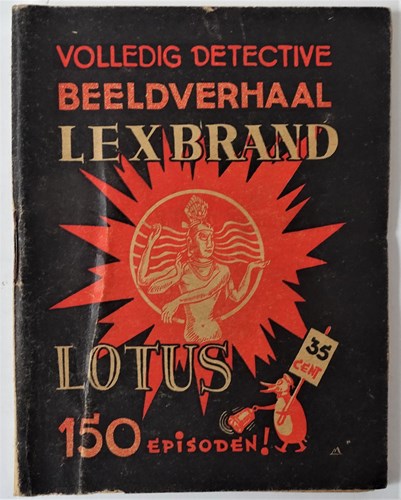 VOLLEDIG DETECTIVE
BEELDVERHAAL
LEX BRAND
LOTUS
35
CENT
150 EPISODEN!